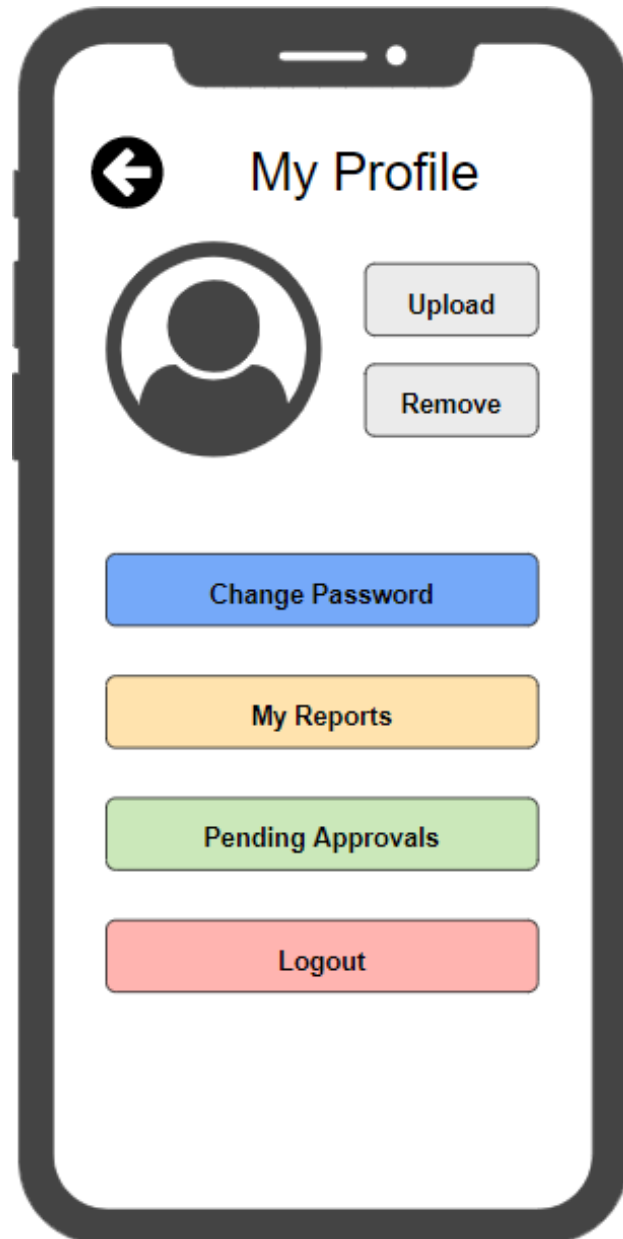 My Profile
Upload
Remove
Change Password
My Reports
Pending Approvals
Logout